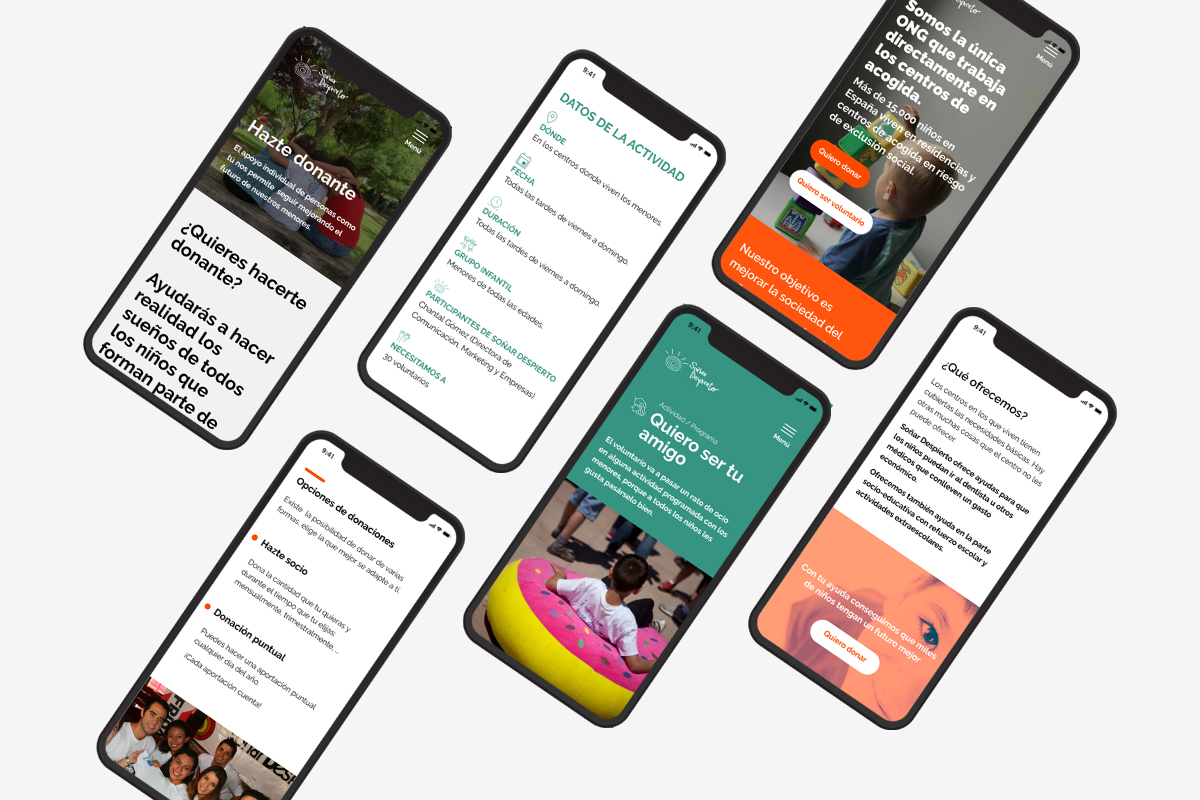 Soñar
Despierto
Menú
Hazte donante
El apoyo individual de personas como
tú nos permite seguir mejorando el
futuro de nuestros menores.
¿Quieres hacerte
donante?
Ayudarás a hacer
realidad los
sueños de todos
los niños que
forman parte de
9:41
DATOS DE LA ACTIVIDAD
DÓNDE
En los centros donde viven los menores.
FECHA
Todas las tardes de viernes a domingo.
DURACIÓN
Todas las tardes de viernes a domingo.
GRUPO INFANTIL
Menores de todas las edades.
PARTICIPANTES DE SOÑAR DESPIERTO
Chantal Gómez (Directora de
Comunicación, Marketing y Empresas)
NECESITAMOS A
30 voluntarios
Despierto
Menú
Somos la única
ONG que trabaja
directamente en
los centros de
acogida.
Más de 15.000 niños en
España viven en residencias y
centros de acogida en riesgo
de exclusión social.
Quiero donar
Quiero ser voluntario
Nuestro objetivo es
mejorar la sociedad del
9:41
Opciones de donaciones
Existe la posibilidad de donar de varias
formas, elige la que mejor se adapte a ti.
Hazte socio
Dona la cantidad que tu quieras y
durante el tiempo que tu elijas:
mensualmente, trimestralmente,...
Donación puntual
Puedes hacer una aportación puntual
cualquier día del año.
¡Cada aportación cuenta!
9:41
Soñar
Despierto
Menú
Actividad / Programa
Quiero ser tu
amigo
El voluntario va a pasar un rato de ocio
en alguna actividad programada con los
menores, porque a todos los niños les
gusta pasárselo bien.
9:41
¿Qué ofrecemos?
Los centros en los que viven tienen
cubiertas las necesidades básicas. Hay
otras muchas cosas que el centro no les
puede ofrecer.
Soñar Despierto ofrece ayudas para que
los niños puedan ir al dentista u otros
médicos que conlleven un gasto
económico.
Ofrecemos también ayuda en la parte
socio-educativa con refuerzo escolar y
actividades extraescolares.
Con tu ayuda conseguimos que miles
de niños tengan un futuro mejor
Quiero donar